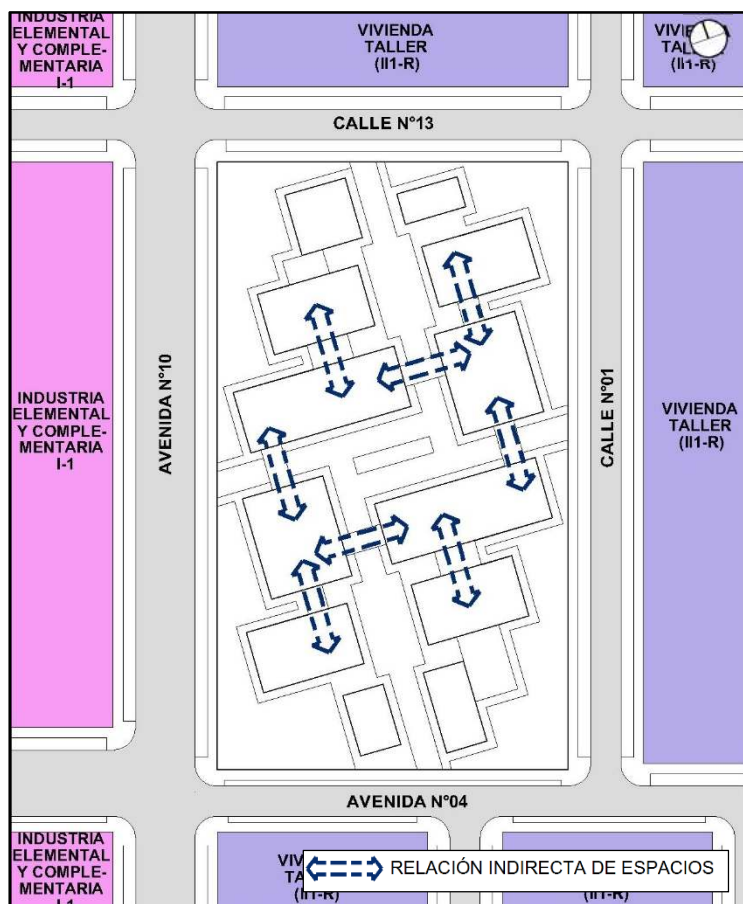 INDUSTRIA
ELEMENTAL
Y COMPLE-
MENTARIA
I-1
VIVIENDA
TALLER
(II1-R)
(II1-R)
CALLE N°13
INDUSTRIA
ELEMENTAL
Y COMPLE-
MENTARIA
I-1
AVENIDA N°10
CALLE N°01
VIVIENDA
TALLER
(II1-R)
AVENIDA N°04
INDUSTRIA
ELEMENTAL
Y COMPLE-
MENTARIA
I-1
RELACIÓN INDIRECTA DE ESPACIOS
(II1-R)
(II1-R)